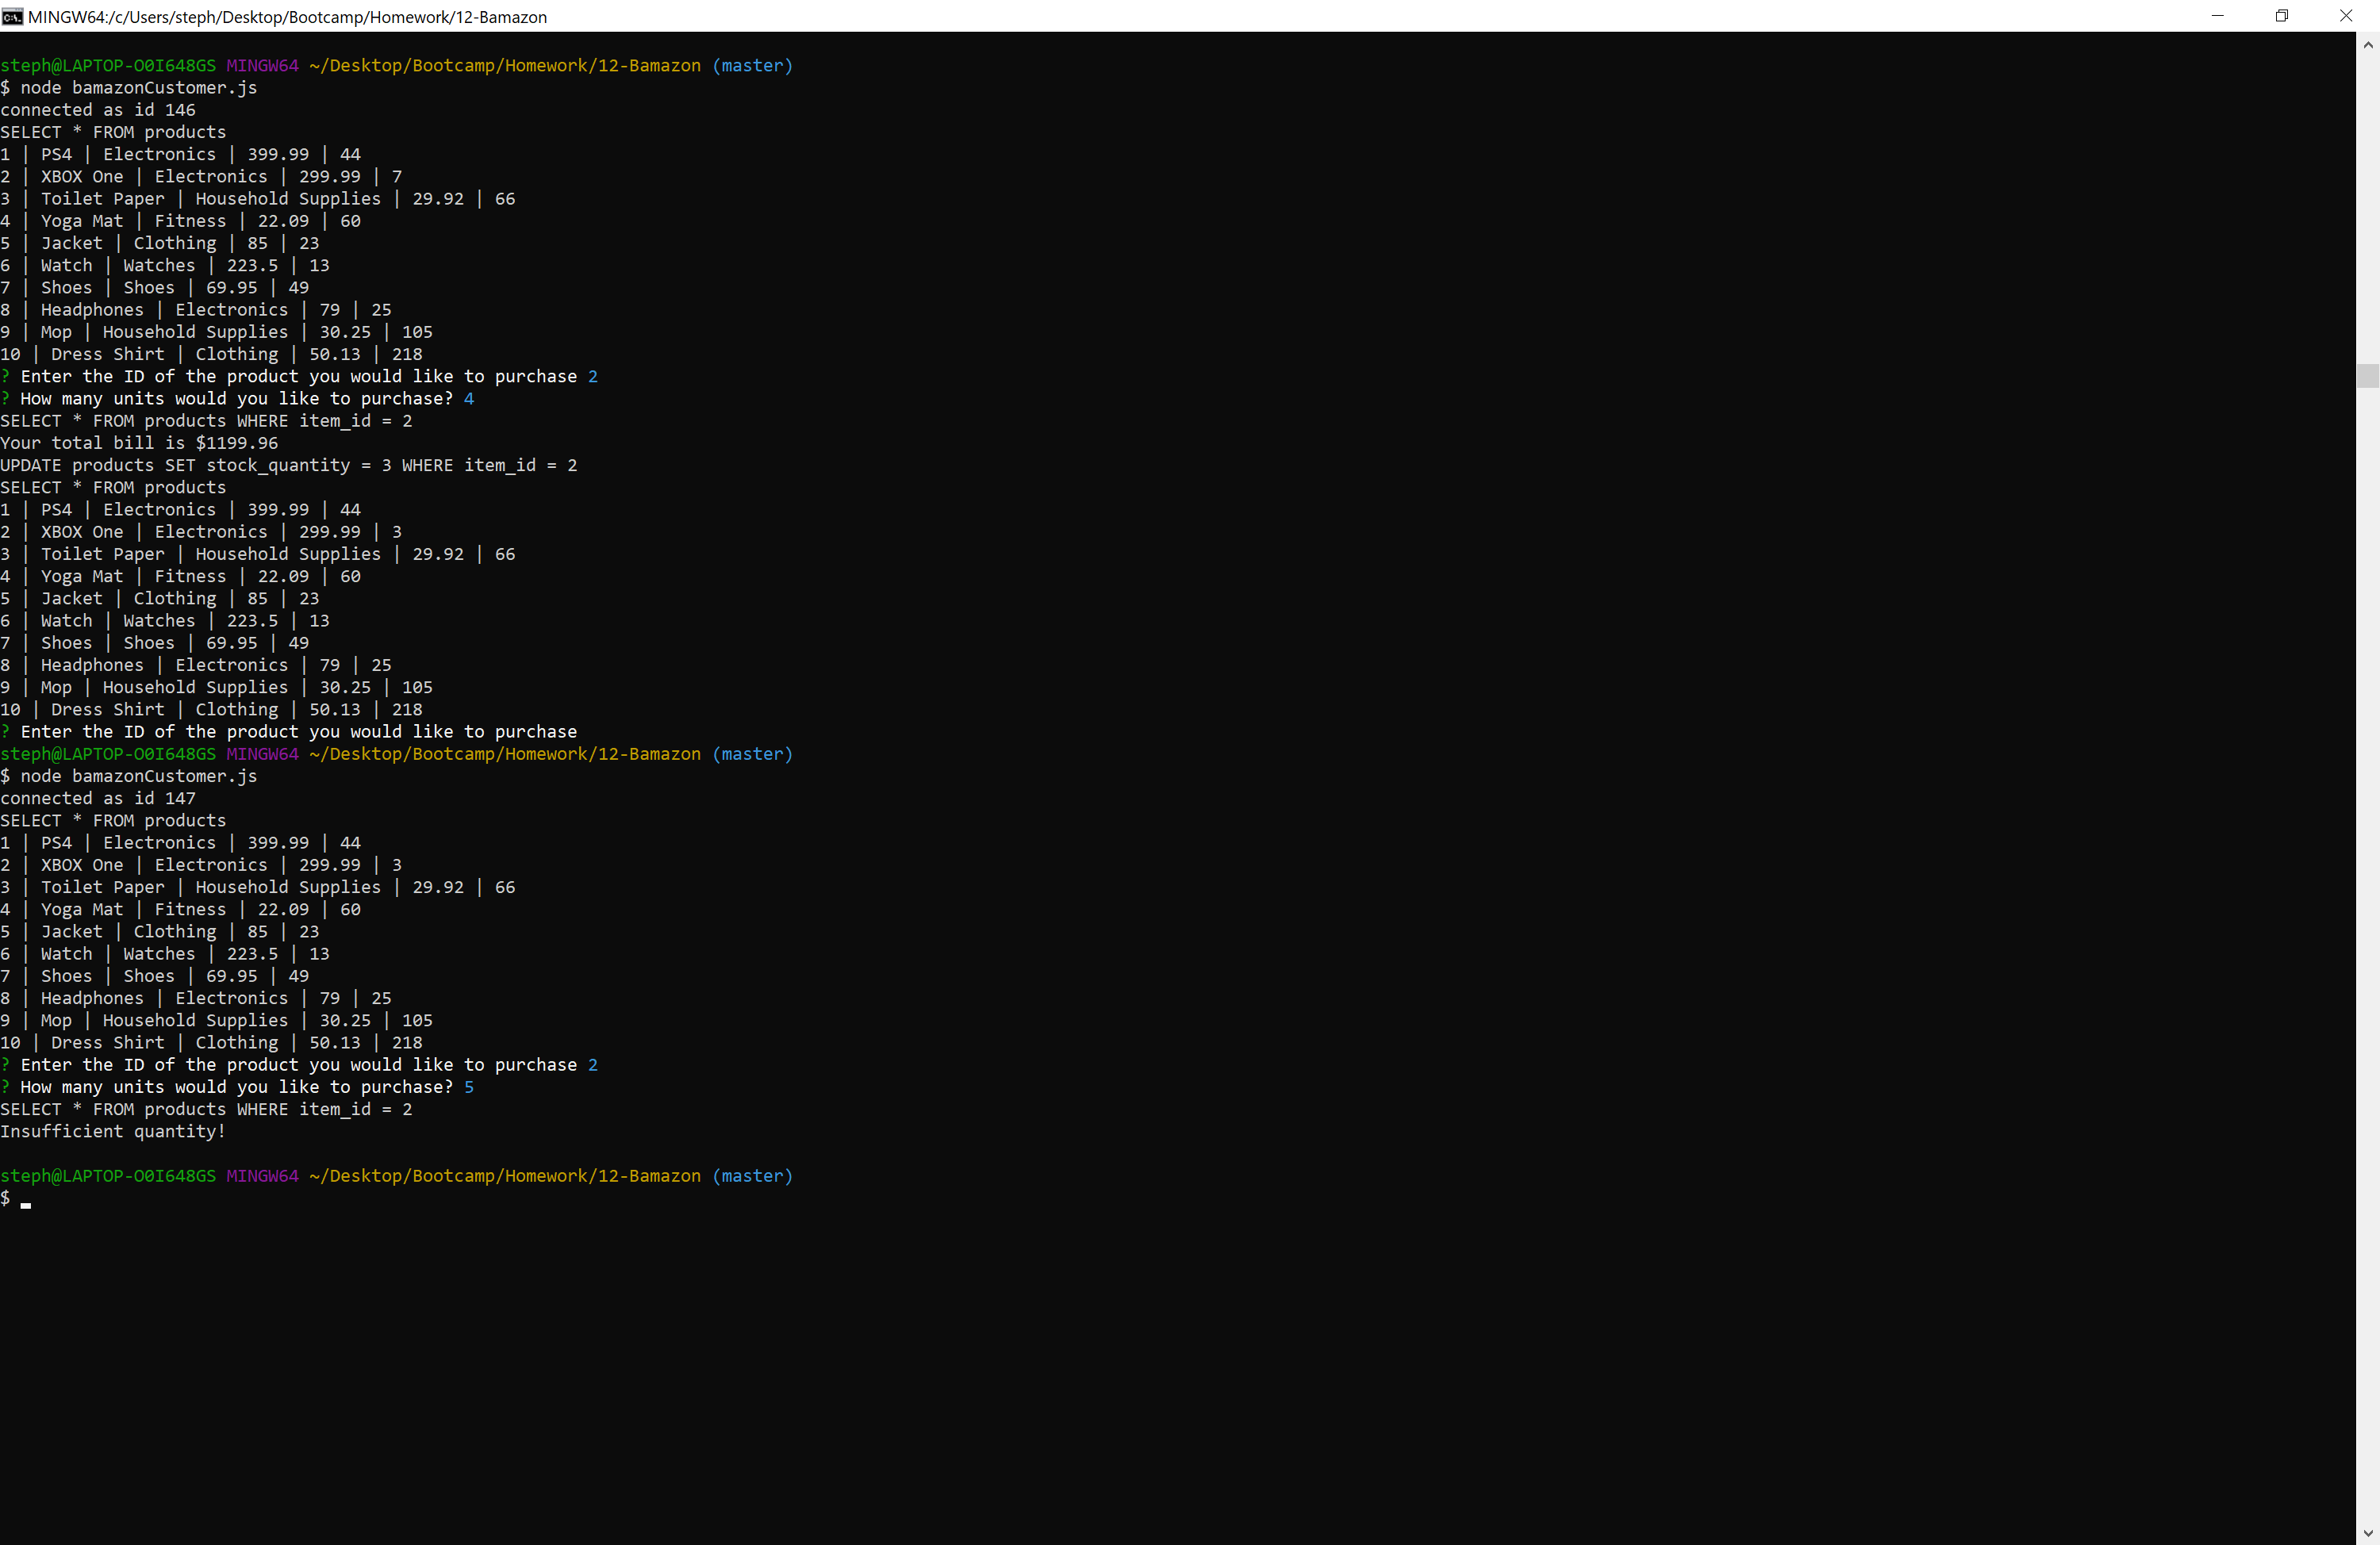 MINGW64:/c/Users/steph/Desktop/Bootcamp/Homework/12-Bamazon
steph@LAPTOP-O0I648GS MINGW64 ~/Desktop/Bootcamp/Homework/12-Bamazon (master)
$ node bamazonCustomer.js
connected as id 146
SELECT * FROM products
1 | PS4 | Electronics | 399.99 | 44
2 | XBOX One | Electronics | 299.99 | 7
3 | Toilet Paper | Household Supplies | 29.92 | 66
4 | Yoga Mat | Fitness | 22.09 | 60
5 | Jacket | Clothing | 85 | 23
6 | Watch | Watches | 223.5 | 13
7 | Shoes | Shoes | 69.95 | 49
8 | Headphones | Electronics | 79 | 25
9 | Mop | Household Supplies | 30.25 | 105
10 | Dress Shirt | Clothing | 50.13 | 218
? Enter the ID of the product you would like to purchase 2
? How many units would you like to purchase? 4
SELECT * FROM products WHERE item_id = 2
Your total bill is $1199.96
UPDATE products SET stock_quantity = 3 WHERE item_id = 2
SELECT * FROM products
1 | PS4 | Electronics | 399.99 | 44
2 | XBOX One | Electronics | 299.99 | 3
3 | Toilet Paper | Household Supplies | 29.92 | 66
4 | Yoga Mat | Fitness | 22.09 | 60
5 | Jacket | Clothing | 85 | 23
6 | Watch | Watches | 223.5 | 13
7 | Shoes | Shoes | 69.95 | 49
8 | Headphones | Electronics | 79 | 25
9 | Mop | Household Supplies | 30.25 | 105
10 | Dress Shirt | Clothing | 50.13 | 218
? Enter the ID of the product you would like to purchase
steph@LAPTOP-O0I648GS MINGW64 ~/Desktop/Bootcamp/Homework/12-Bamazon (master)
$ node bamazonCustomer.js
connected as id 147
SELECT * FROM products
1 | PS4 | Electronics | 399.99 | 44
2 | XBOX One | Electronics | 299.99 | 3
3 | Toilet Paper | Household Supplies | 29.92 | 66
4 | Yoga Mat | Fitness | 22.09 | 60
5 | Jacket | Clothing | 85 | 23
6 | Watch | Watches | 223.5 | 13
7 | Shoes | Shoes | 69.95 | 49
8 | Headphones | Electronics | 79 | 25
9 | Mop | Household Supplies | 30.25 | 105
10 | Dress Shirt | Clothing | 50.13 | 218
? Enter the ID of the product you would like to purchase 2
? How many units would you like to purchase? 5
SELECT * FROM products WHERE item_id = 2
Insufficient quantity!
steph@LAPTOP-O0I648GS MINGW64 ~/Desktop/Bootcamp/Homework/12-Bamazon (master)
$